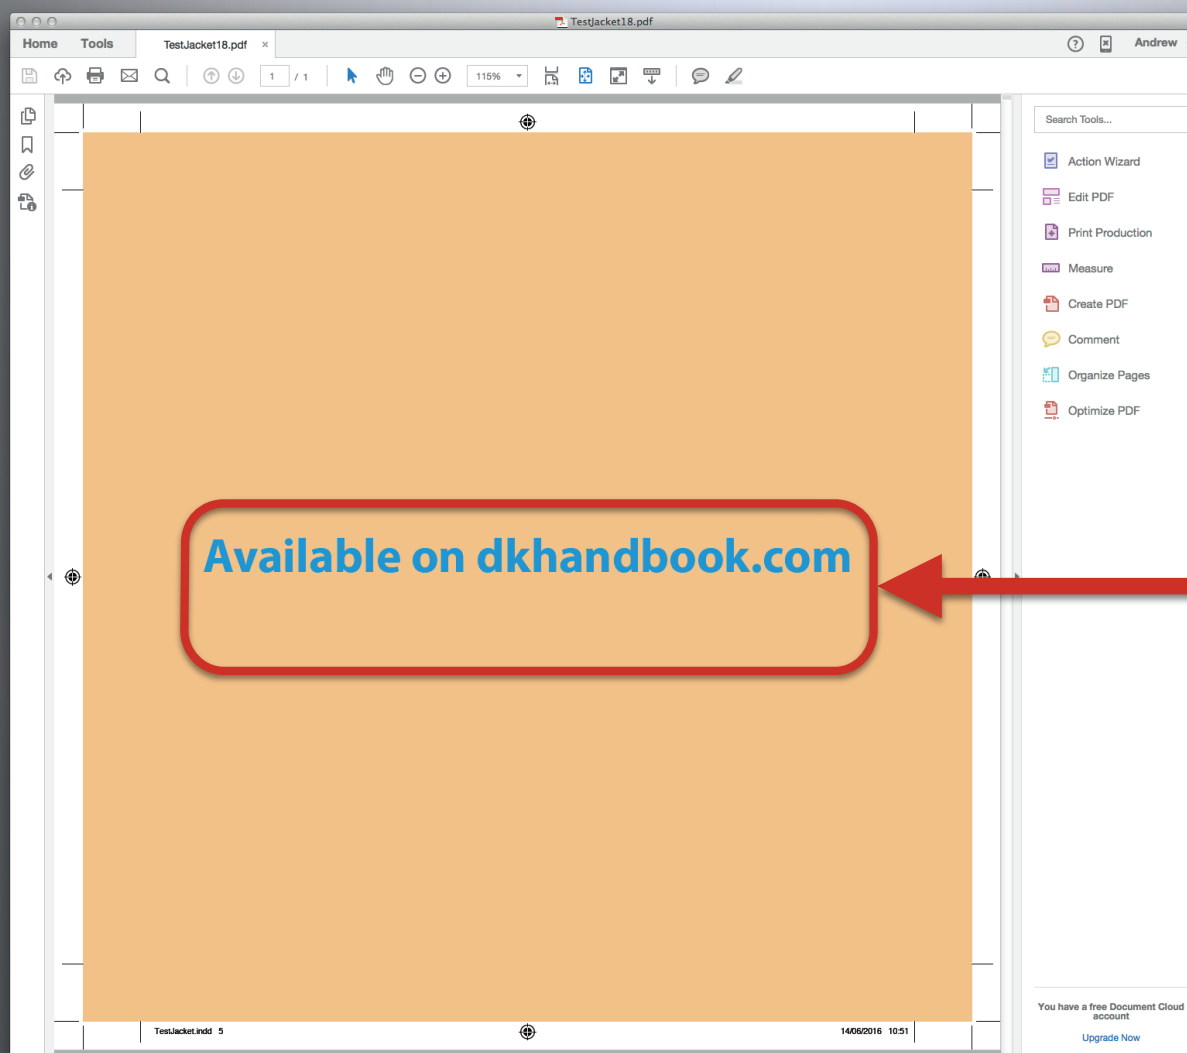 TestJacket18.pdf
Home Tools TestJacket18.pdf × ? Andrew
1 / 1 115%
Search Tools...
Action Wizard
Edit PDF
Print Production
Measure
Create PDF
Comment
Organize Pages
Optimize PDF
Available on dkhandbook.com
You have a free Document Cloud
account
Upgrade Now
TestJacket.indd 5 14/06/2016 10:51